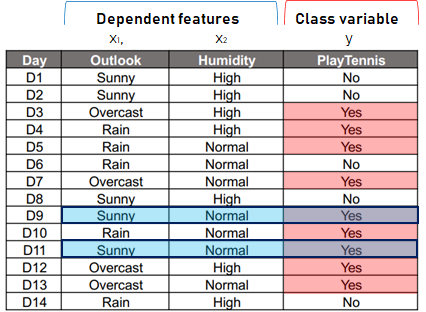 Dependent features Class variable
x₁, x₂ y
Day Outlook Humidity PlayTennis
D1 Sunny High No
D2 Sunny High No
D3 Overcast High Yes
D4 Rain High Yes
D5 Rain Normal Yes
D6 Rain Normal No
D7 Overcast Normal Yes
D8 Sunny High No
D9 Sunny Normal Yes
D10 Rain Normal Yes
D11 Sunny Normal Yes
D12 Overcast High Yes
D13 Overcast Normal Yes
D14 Rain High No